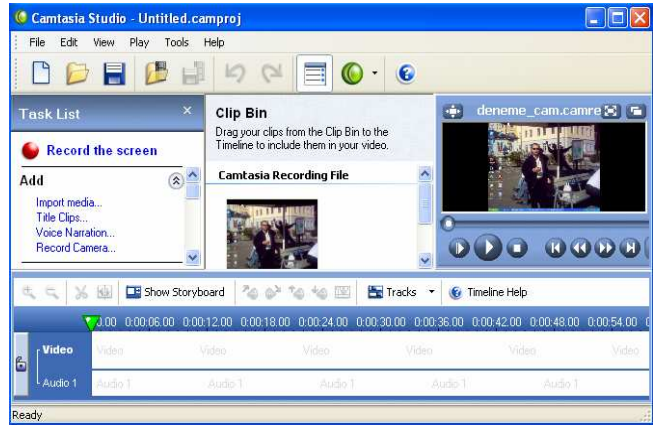 Camtasia Studio - Untitled.camproj
File Edit View Play Tools Help
Task List
Record the screen
Add
Import media...
Title Clips...
Voice Narration...
Record Camera...
Clip Bin
Drag your clips from the Clip Bin to the
Timeline to include them in your video.
Camtasia Recording File
deneme_cam.camre
Show Storyboard Tracks Timeline Help
0.00 0:00:06.00 0:00:12.00 0:00:18.00 0:00:24.00 0:00:30.00 0:00:36.00 0:00:42.00 0:00:48.00 0:00:54.00
Video Video Video Video Video Video Video
Audio 1 Audio 1 Audio 1 Audio 1 Audio 1 Audio 1
Ready